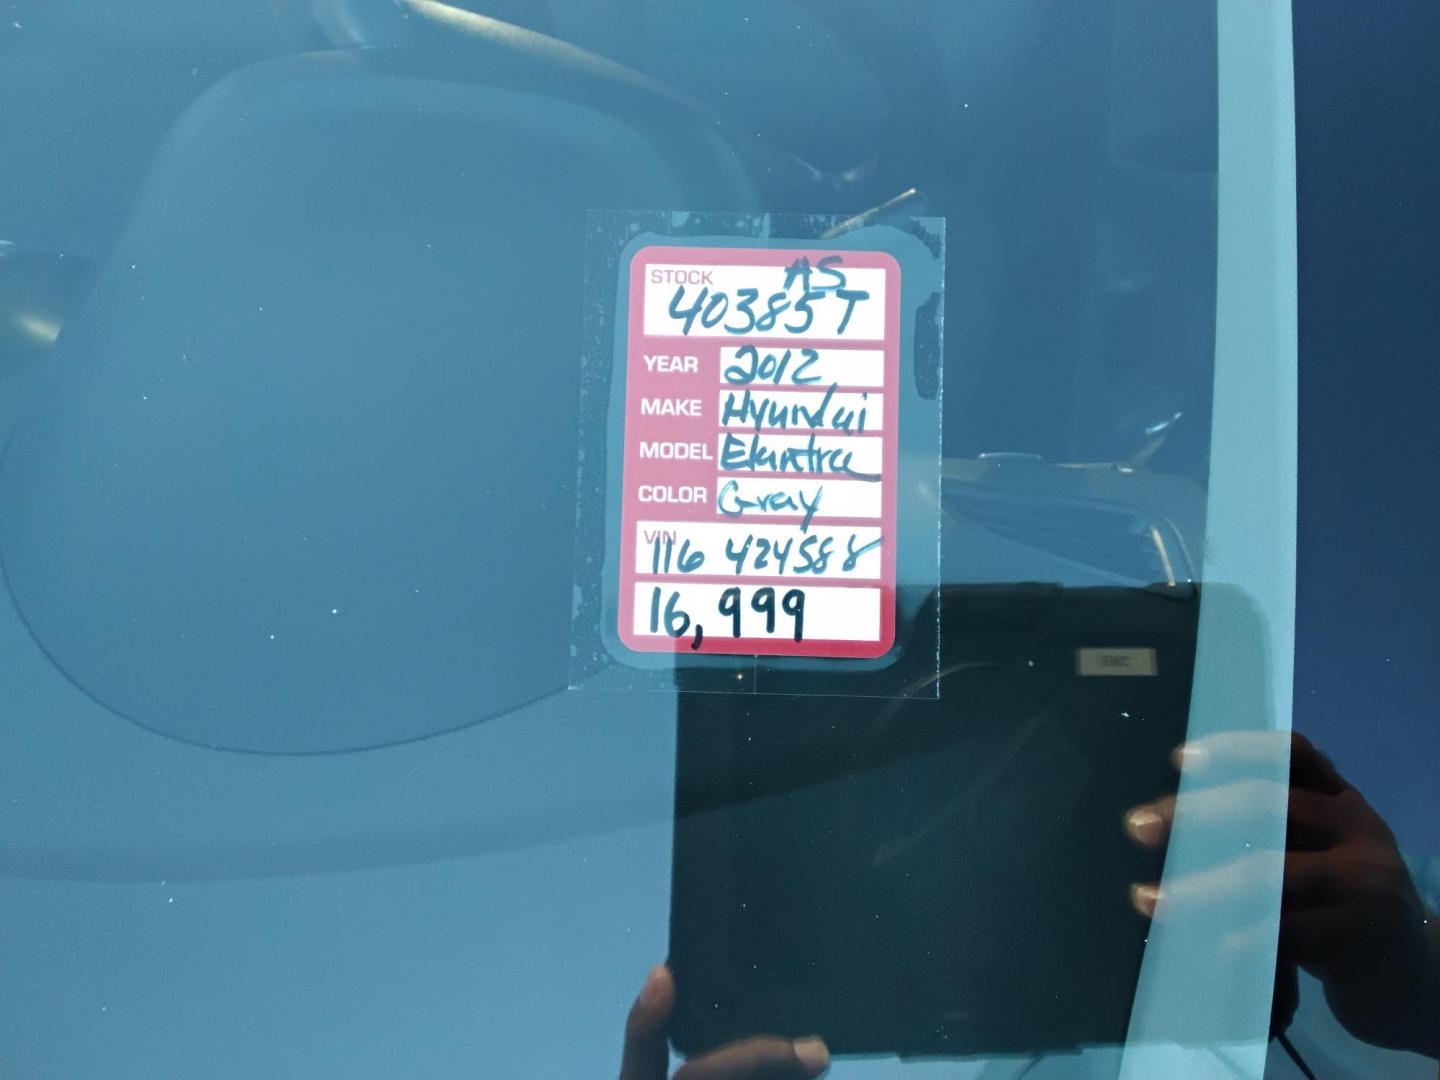 STOCK AS
40385T
YEAR 2012
MAKE Hyundai
MODEL Elantra
COLOR Gray
VIN
116 424588
16,999